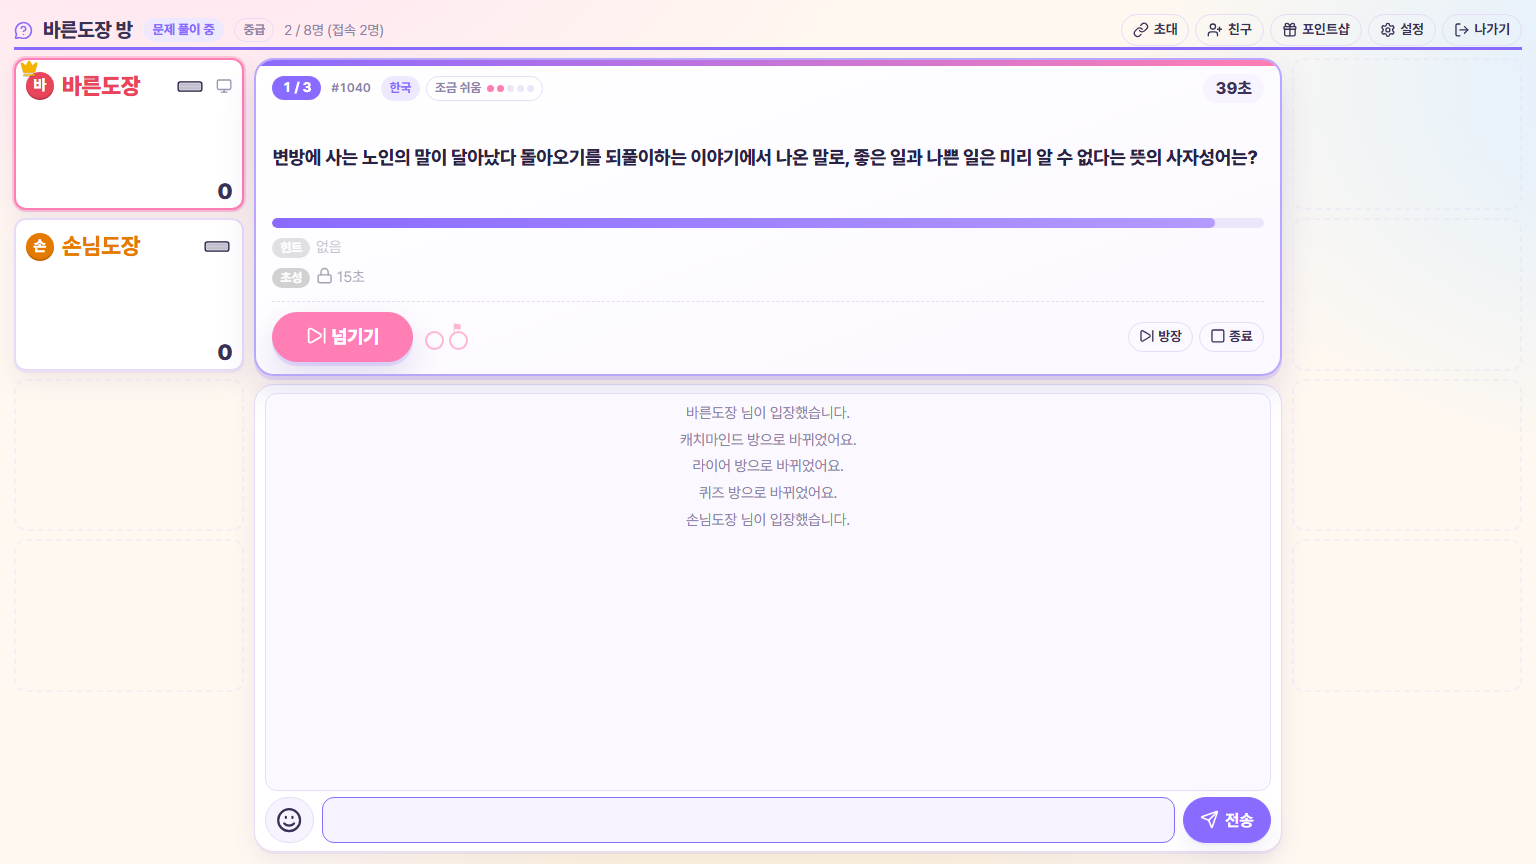 바른도장 방 문제 풀이 중 중급 2 / 8명 (접속 2명) 초대 친구 포인트샵 설정 나가기
바 바른도장
0
손 손님도장
0
1 / 3 #1040 한국 조금 쉬움 39초
변방에 사는 노인의 말이 달아났다 돌아오기를 되풀이하는 이야기에서 나온 말로, 좋은 일과 나쁜 일은 미리 알 수 없다는 뜻의 사자성어는?
힌트 없음
초성 15초
넘기기 방장 종료
바른도장 님이 입장했습니다.
캐치마인드 방으로 바뀌었어요.
라이어 방으로 바뀌었어요.
퀴즈 방으로 바뀌었어요.
손님도장 님이 입장했습니다.
전송